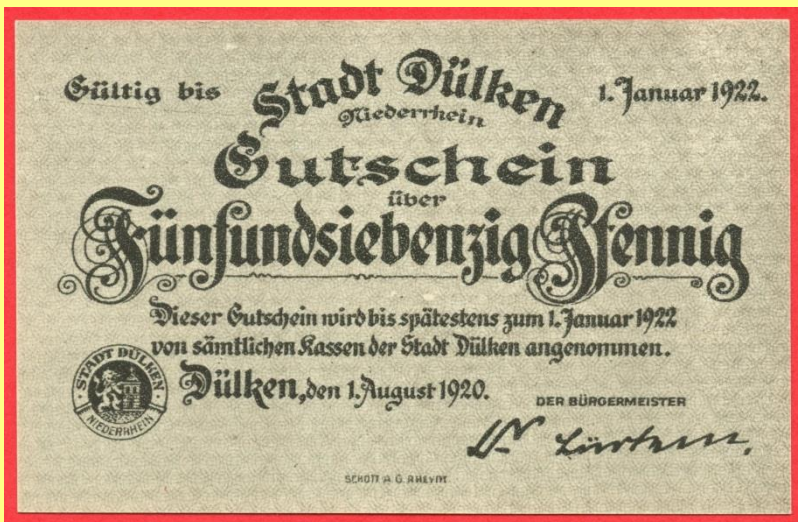 Gültig bis
Stadt Dülken
1. Januar 1922.
Niederrhein
Gutschein
über
Fünfundsiebenzig Pfennig
Dieser Gutschein wird bis spätestens zum 1. Januar 1922
von sämtlichen Kassen der Stadt Dülken angenommen.
STADT DÜLKEN
NIEDERRHEIN
Dülken, den 1. August 1920.
DER BÜRGERMEISTER
SCHOTT A. G. RHEYDT